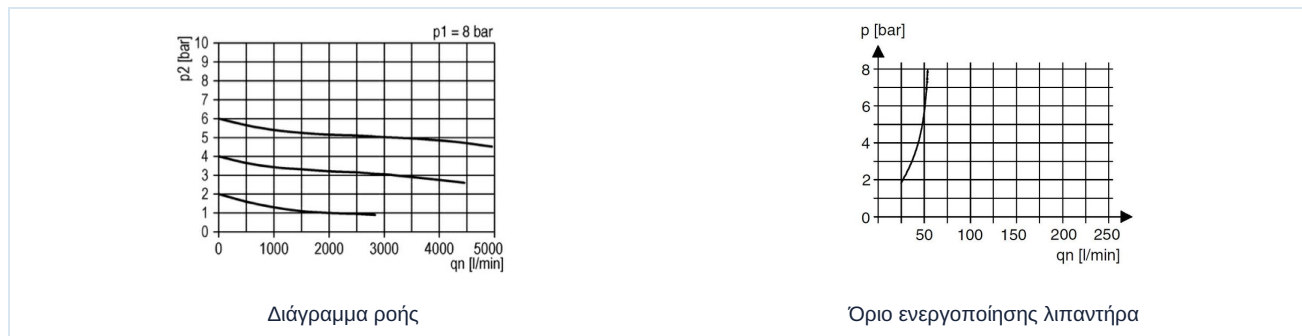 p1 = 8 bar
p2 [bar]
10
9
8
7
6
5
4
3
2
1
0
0 1000 2000 3000 4000 5000
qn [l/min]
Διάγραμμα ροής
p [bar]
8
6
4
2
0
50 100 150 200 250
qn [l/min]
Όριο ενεργοποίησης λιπαντήρα